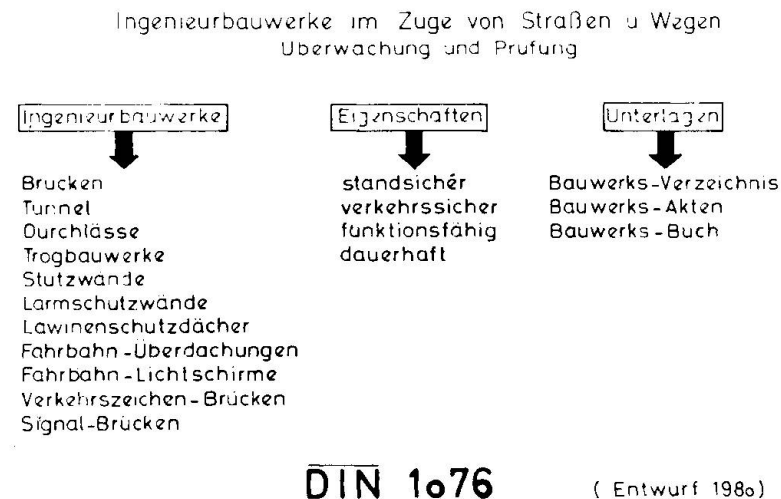 Ingenieurbauwerke im Zuge von Straßen u Wegen
Uberwachung und Prufung
Ingenieurbauwerke
Brucken
Tunnel
Durchlässe
Trogbauwerke
Stutzwände
Larmschutzwände
Lawinenschutzdächer
Fahrbahn-Überdachungen
Fahrbahn-Lichtschirme
Verkehrszeichen-Brücken
Signal-Brücken
Eigenschaften
standsicher
verkehrssicher
funktionsfähig
dauerhaft
Unterlagen
Bauwerks-Verzeichnis
Bauwerks-Akten
Bauwerks-Buch
DIN 1076 (Entwurf 1980)